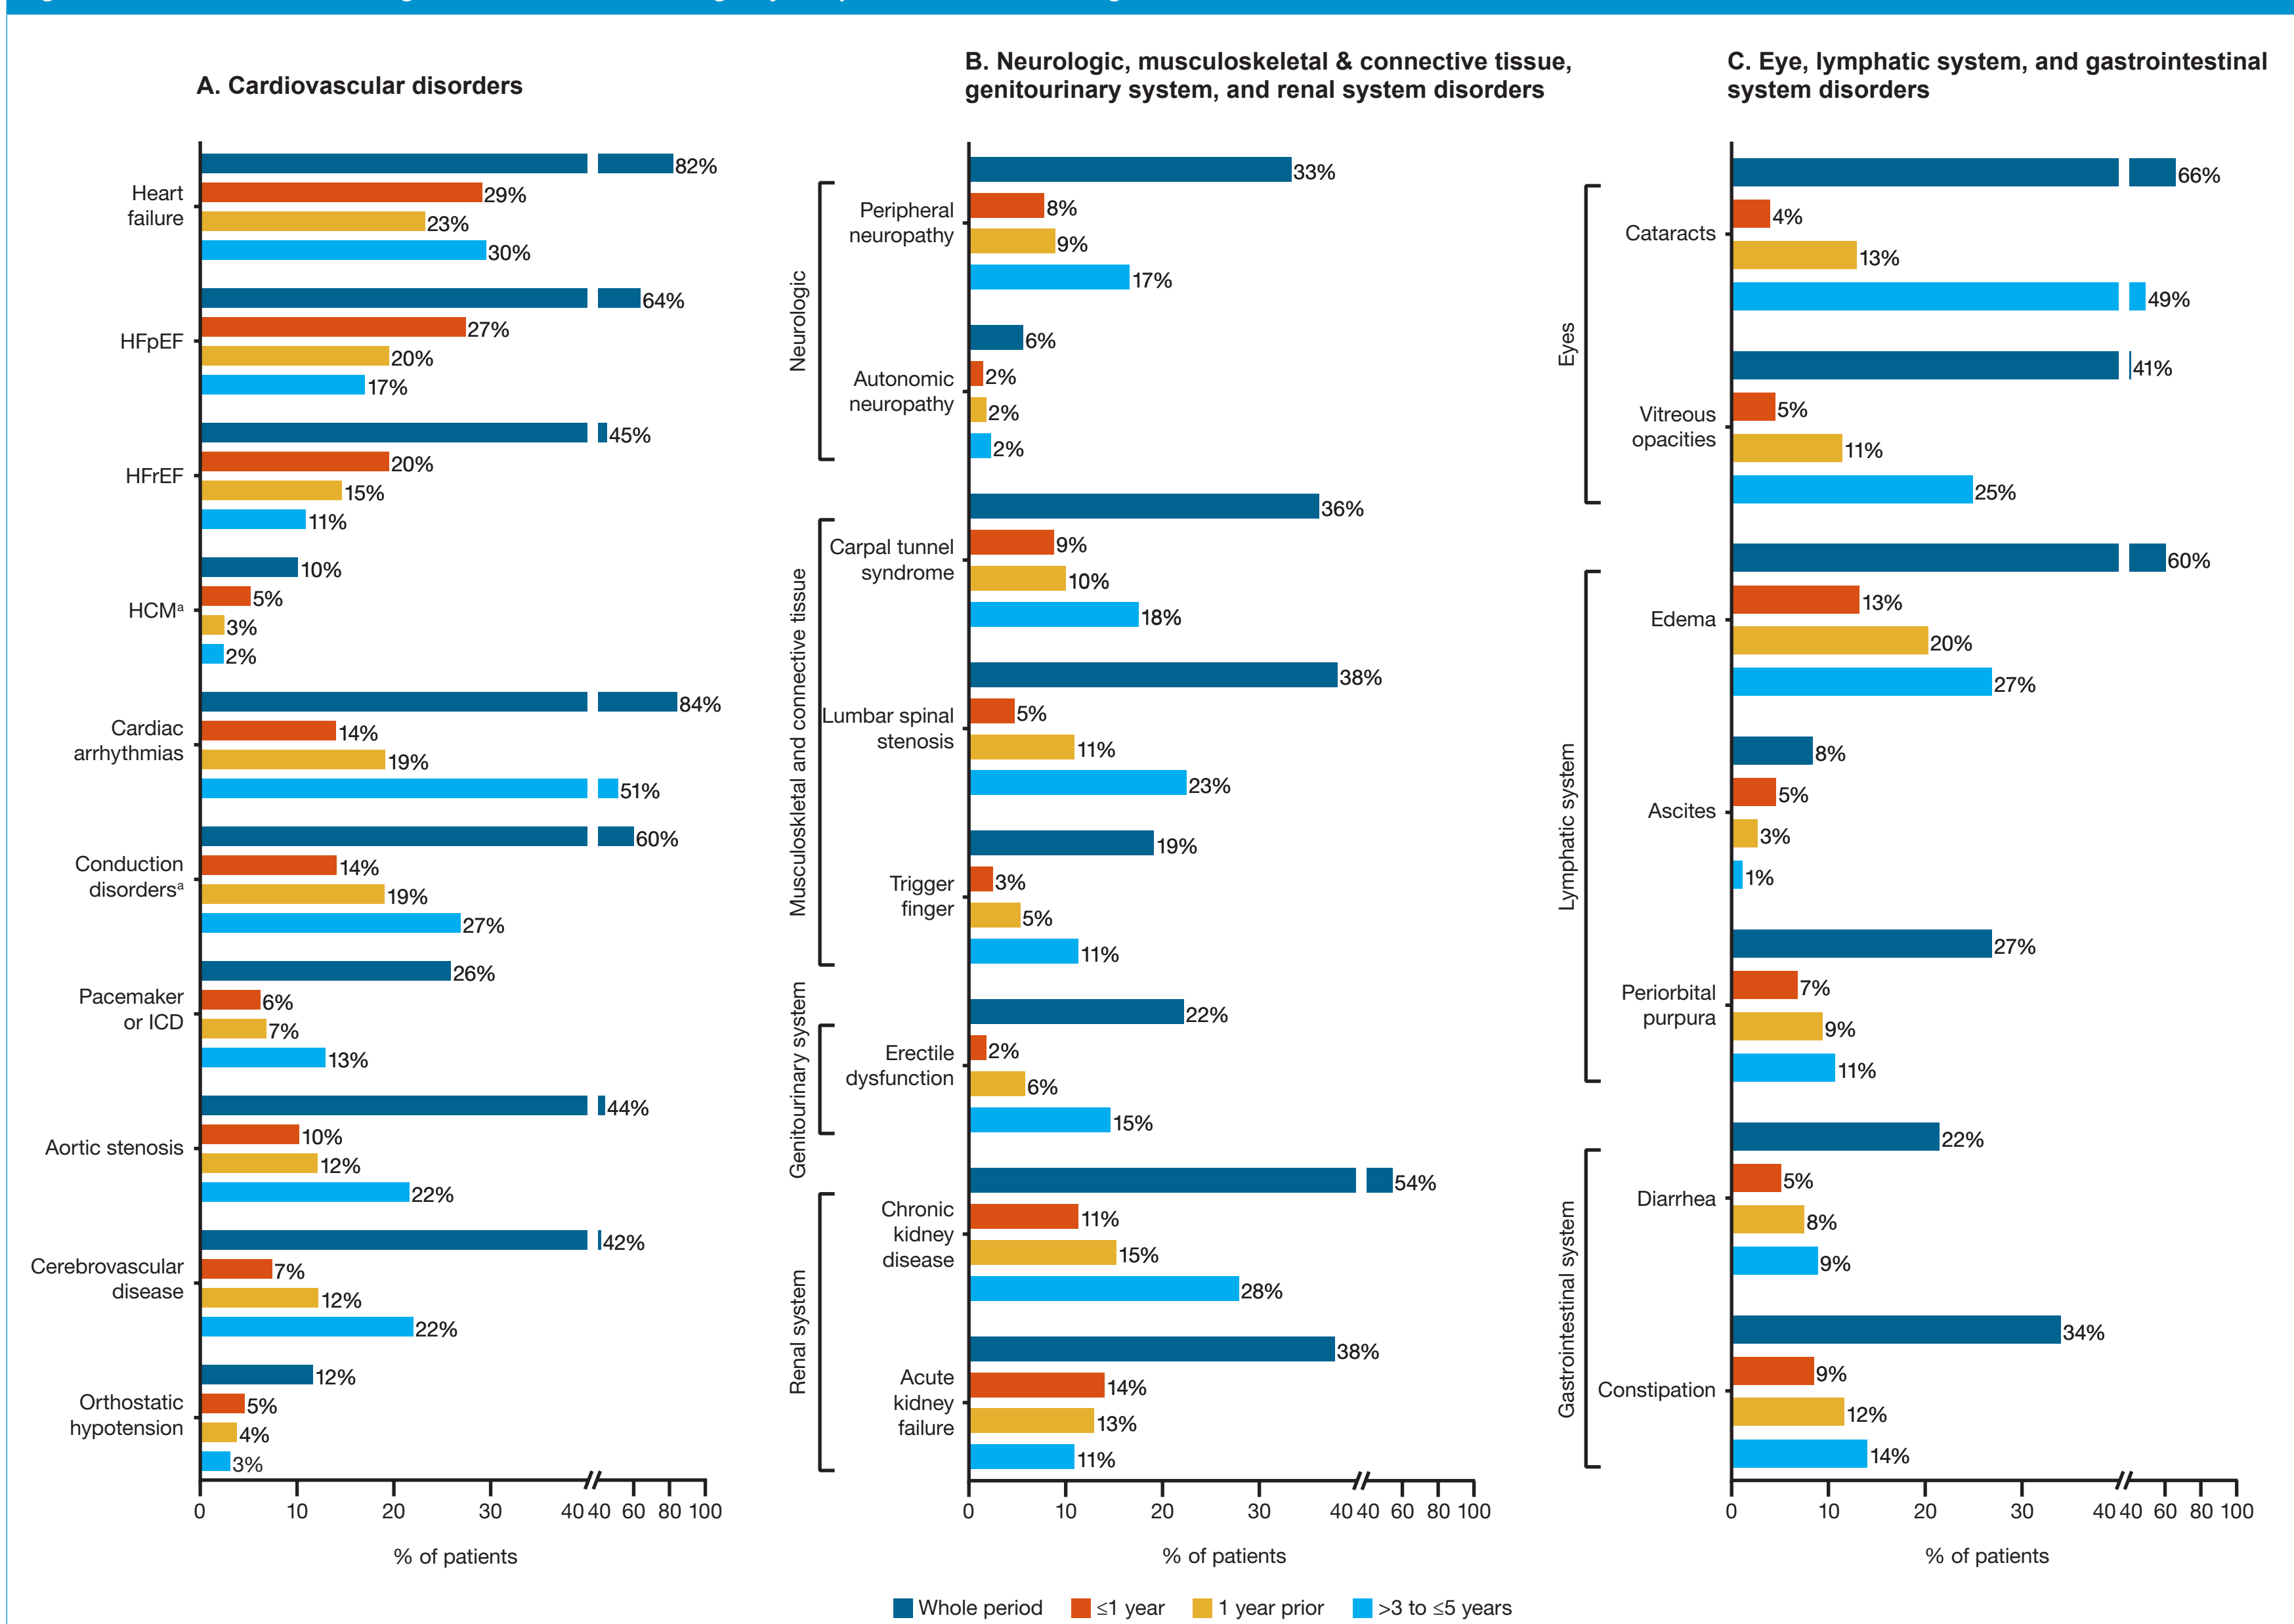 A. Cardiovascular disorders
Heart
failure
82%
29%
23%
30%
HFpEF
64%
27%
20%
17%
HFrEF
45%
20%
15%
11%
HCMª
10%
5%
3%
2%
Cardiac
arrhythmias
84%
14%
19%
51%
Conduction
disordersª
60%
14%
19%
27%
Pacemaker
or ICD
26%
6%
7%
13%
Aortic stenosis
44%
10%
12%
22%
Cerebrovascular
disease
42%
7%
12%
22%
Orthostatic
hypotension
12%
5%
4%
3%
0 10 20 30 40 40 60 80 100
% of patients
B. Neurologic, musculoskeletal & connective tissue,
genitourinary system, and renal system disorders
Neurologic
Peripheral
neuropathy
33%
8%
9%
17%
Autonomic
neuropathy
6%
2%
2%
2%
Musculoskletal and connective tissue
Carpal tunnel
syndrome
36%
9%
10%
18%
Lumbar spinal
stenosis
38%
5%
11%
23%
Trigger
finger
19%
3%
5%
11%
Genitourinary system
Erectile
dysfunction
22%
2%
6%
15%
Renal system
Chronic
kidney
disease
54%
11%
15%
28%
Acute
kidney
failure
38%
14%
13%
11%
0 10 20 30 40 40 60 80 100
% of patients
C. Eye, lymphatic system, and gastrointestinal
system disorders
Eyes
Cataracts
66%
4%
13%
49%
Vitreous
opacities
41%
5%
11%
25%
Lymphatic system
Edema
60%
13%
20%
27%
Ascites
8%
5%
3%
1%
Periorbital
purpura
27%
7%
9%
11%
Gastrointestinal system
Diarrhea
22%
5%
8%
9%
Constipation
34%
9%
12%
14%
0 10 20 30 40 40 60 80 100
% of patients
Whole period ≤1 year 1 year prior >3 to ≤5 years